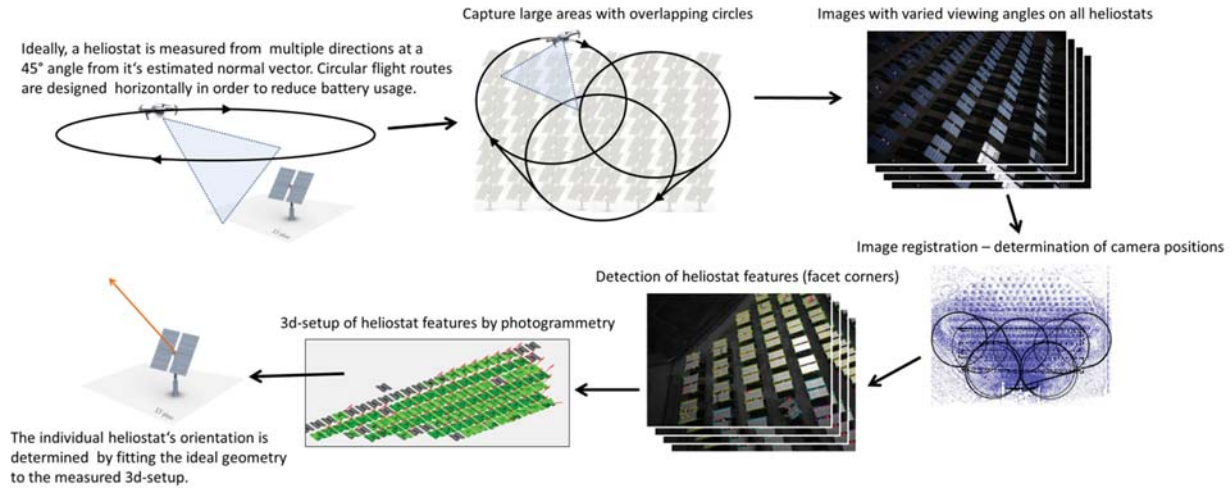 Capture large areas with overlapping circles
Images with varied viewing angles on all heliostats
Ideally, a heliostat is measured from multiple directions at a
45° angle from it's estimated normal vector. Circular flight routes
are designed horizontally in order to reduce battery usage.
Image registration – determination of camera positions
Detection of heliostat features (facet corners)
3d-setup of heliostat features by photogrammetry
The individual heliostat's orientation is
determined by fitting the ideal geometry
to the measured 3d-setup.